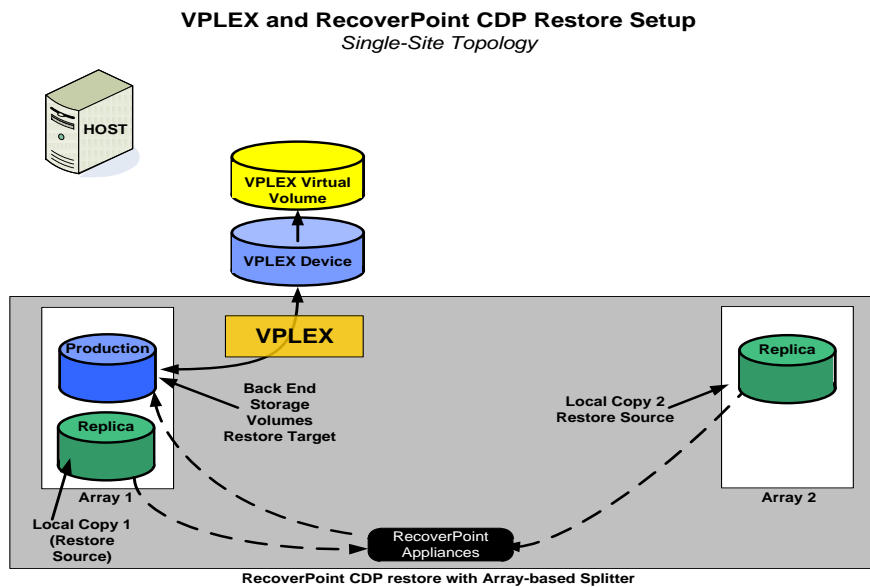 VPLEX and RecoverPoint CDP Restore Setup
Single-Site Topology
HOST
VPLEX Virtual
Volume
VPLEX Device
VPLEX
Production
Replica
Back End
Storage
Volumes
Restore Target
Local Copy 2
Restore Source
Replica
Array 1
Array 2
Local Copy 1
(Restore
Source)
RecoverPoint
Appliances
RecoverPoint CDP restore with Array-based Splitter